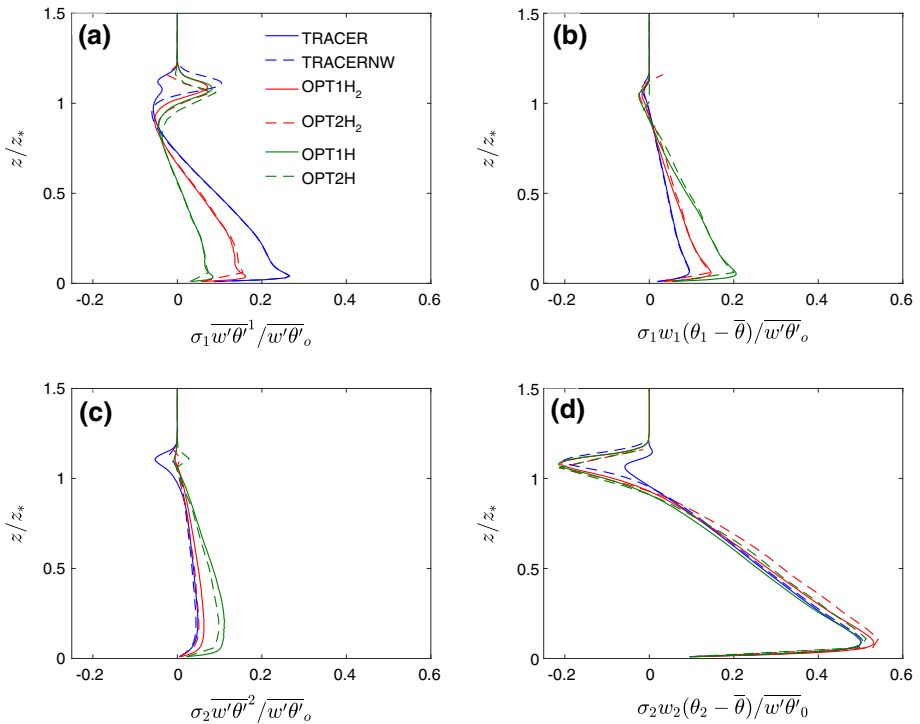 (a)
TRACER
TRACERNW
OPT1H₂
OPT2H₂
OPT1H
OPT2H
1.5
1
0.5
0
z/z*
-0.2 0 0.2 0.4 0.6
σ₁w′θ′¹/w′θ′ₒ
(b)
1.5
1
0.5
0
z/z*
-0.2 0 0.2 0.4 0.6
σ₁w₁(θ₁ − θ)/w′θ′ₒ
(c)
1.5
1
0.5
0
z/z*
-0.2 0 0.2 0.4 0.6
σ₂w′θ′²/w′θ′ₒ
(d)
1.5
1
0.5
0
z/z*
-0.2 0 0.2 0.4 0.6
σ₂w₂(θ₂ − θ)/w′θ′₀